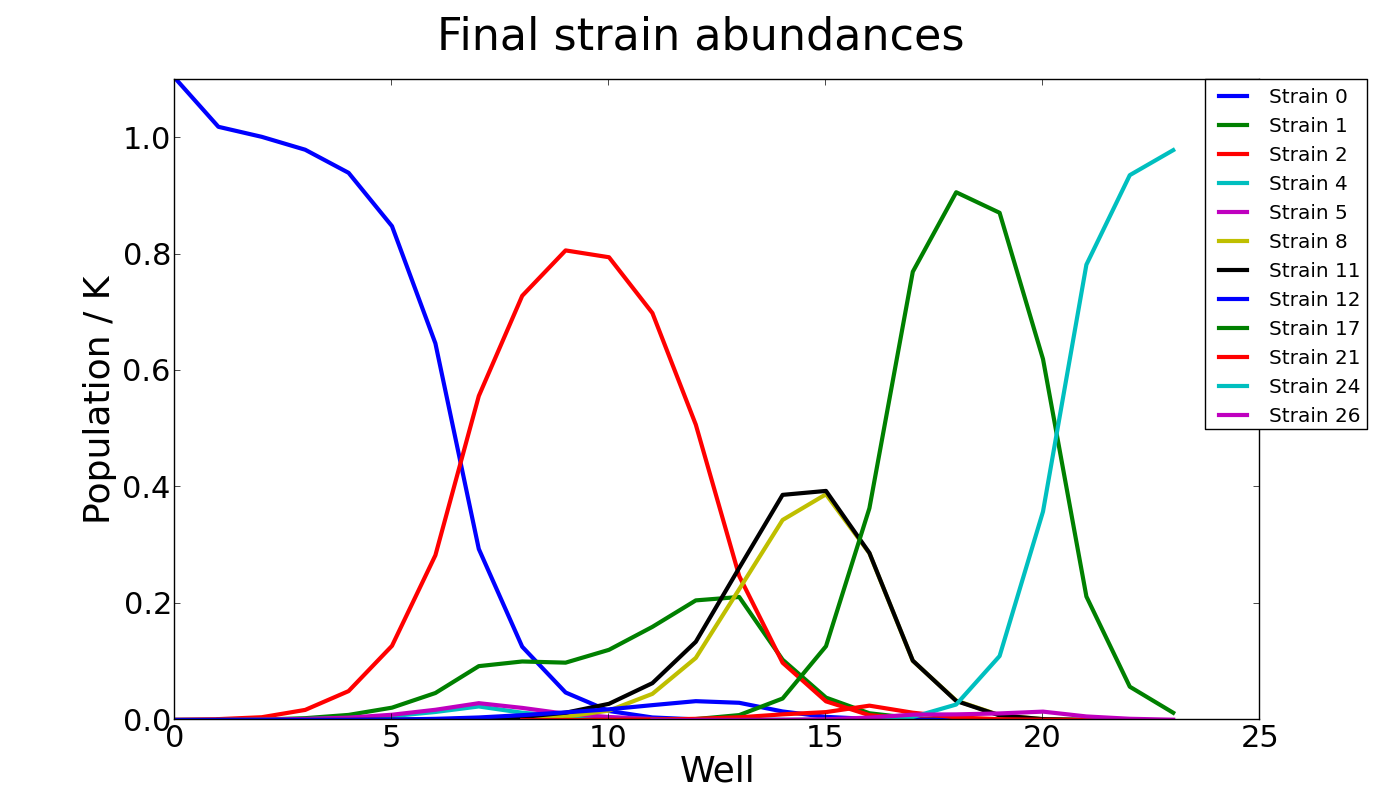 Final strain abundances
Population / K
1.0
0.8
0.6
0.4
0.2
0.0
0 5 10 15 20 25
Well
Strain 0
Strain 1
Strain 2
Strain 4
Strain 5
Strain 8
Strain 11
Strain 12
Strain 17
Strain 21
Strain 24
Strain 26